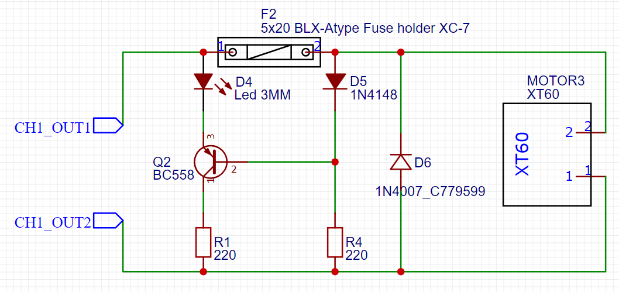 F2
5x20 BLX-Atype Fuse holder XC-7
1
2
D4
Led 3MM
D5
1N4148
MOTOR3
XT60
CH1_OUT1
3
Q2
BC558
2
1
D6
1N4007_C779599
XT60
2
2
1
1
CH1_OUT2
R1
220
R4
220